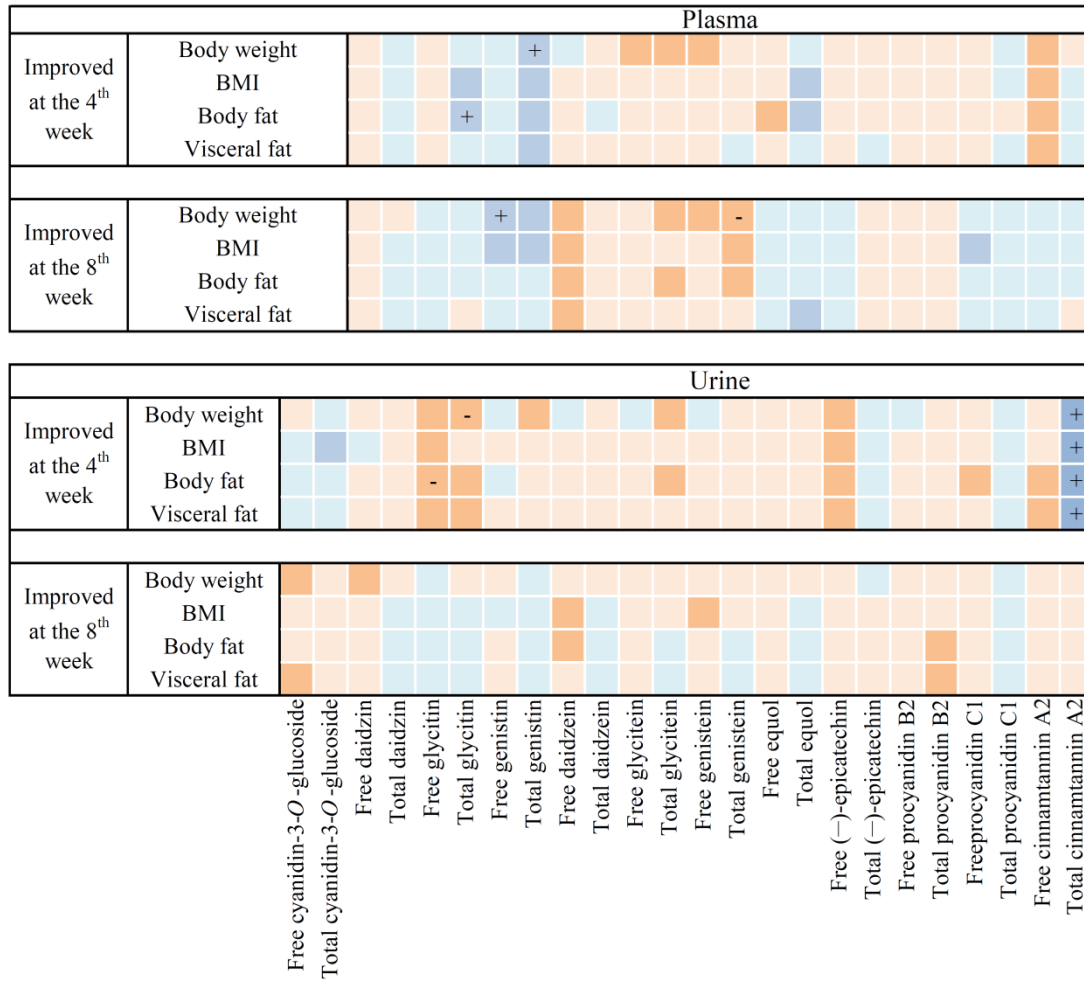 Plasma
Improved at the 4th week
Body weight
+
BMI
Body fat
+
Visceral fat
Improved at the 8th week
Body weight
+ -
BMI
Body fat
Visceral fat
Urine
Improved at the 4th week
Body weight
- +
BMI
+
Body fat
- +
Visceral fat
+
Improved at the 8th week
Body weight
BMI
Body fat
Visceral fat
Free cyanidin-3-O -glucoside
Total cyanidin-3-O -glucoside
Free daidzin
Total daidzin
Free glycitin
Total glycitin
Free genistin
Total genistin
Free daidzein
Total daidzein
Free glycitein
Total glycitein
Free genistein
Total genistein
Free equol
Total equol
Free (−)-epicatechin
Total (−)-epicatechin
Free procyanidin B2
Total procyanidin B2
Freeprocyanidin C1
Total procyanidin C1
Free cinnamtamnin A2
Total cinnamtamnin A2